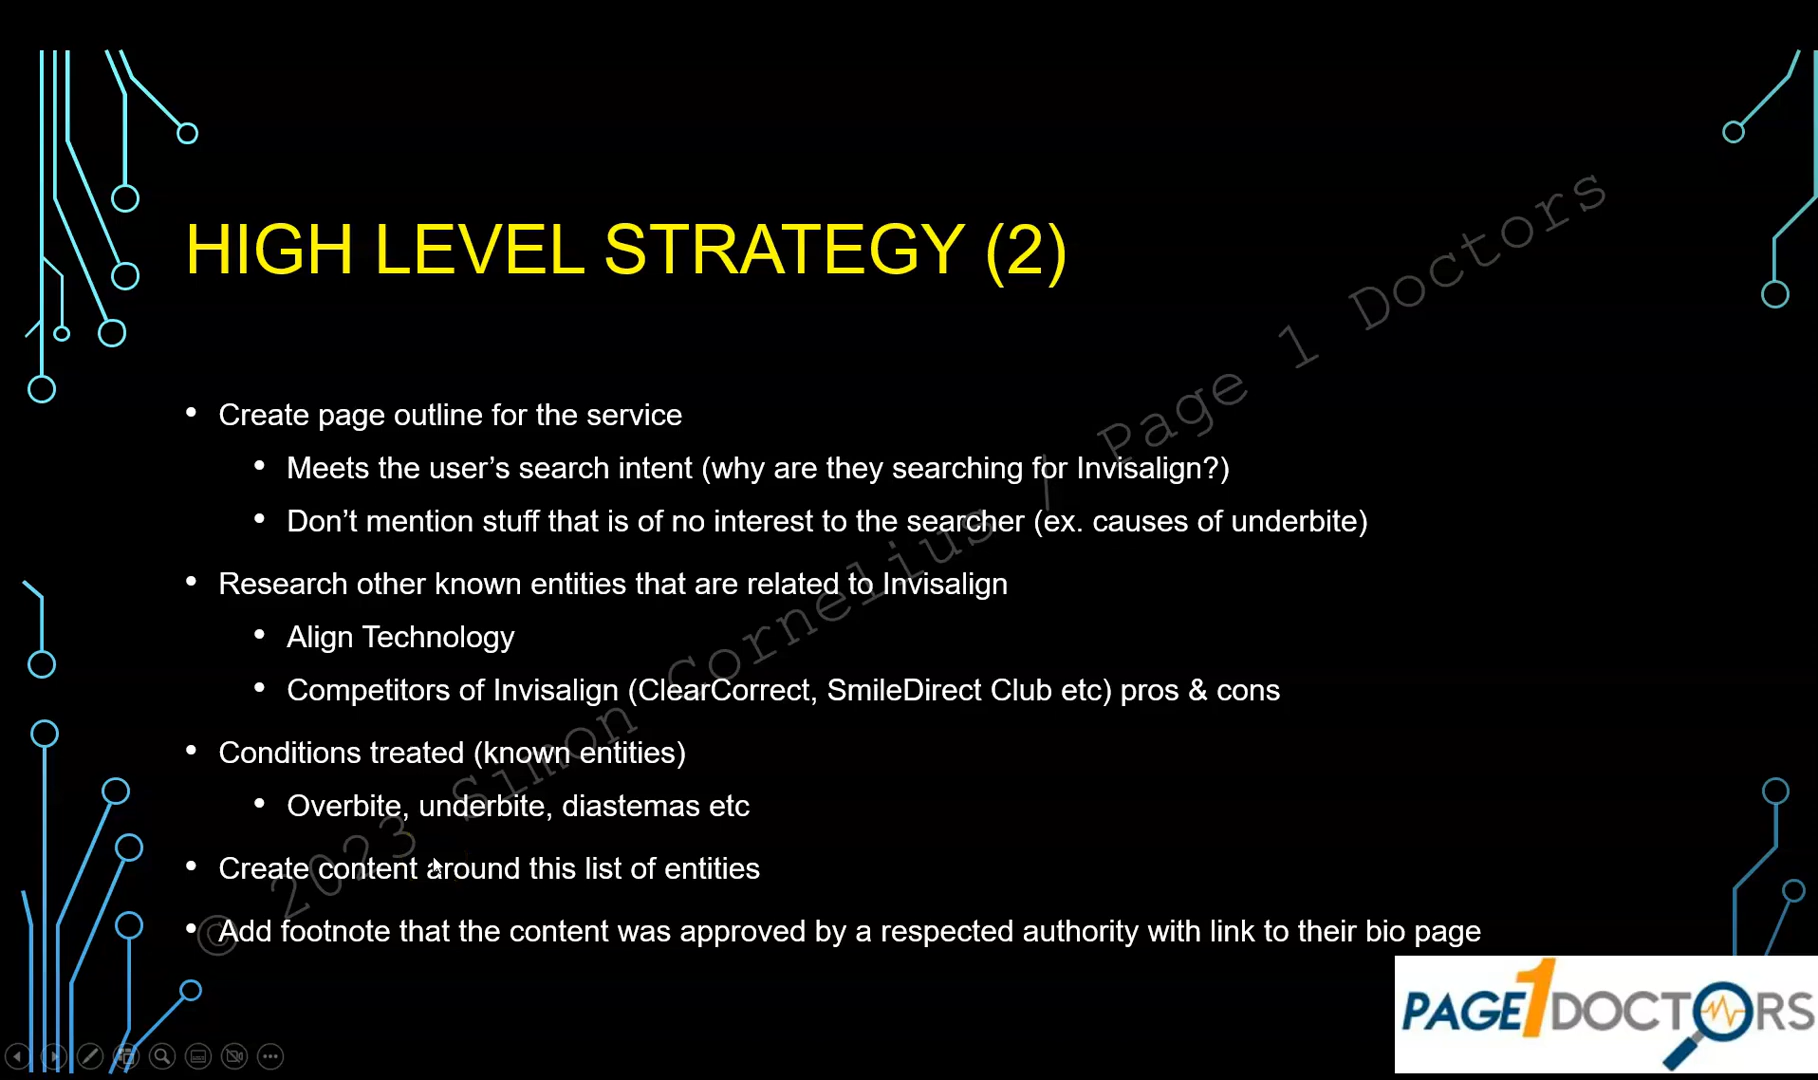 HIGH LEVEL STRATEGY (2)
• Create page outline for the service
• Meets the user’s search intent (why are they searching for Invisalign?)
• Don’t mention stuff that is of no interest to the searcher (ex. causes of underbite)
• Research other known entities that are related to Invisalign
• Align Technology
• Competitors of Invisalign (ClearCorrect, SmileDirect Club etc) pros & cons
• Conditions treated (known entities)
• Overbite, underbite, diastemas etc
• Create content around this list of entities
• Add footnote that the content was approved by a respected authority with link to their bio page
© 2023 Simon Cornelius / Page 1 Doctors
PAGE1DOCTORS